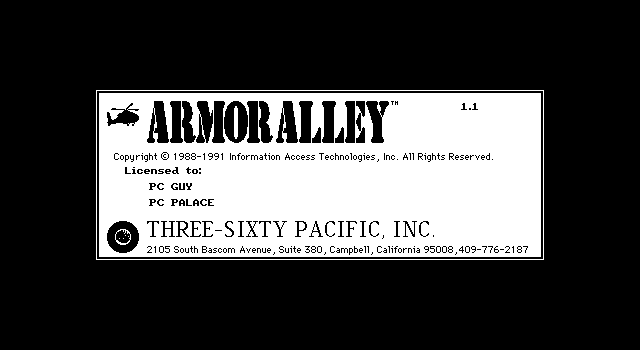 ARMOR ALLEY™
1.1
Copyright © 1988-1991 Information Access Technologies, Inc. All Rights Reserved.
Licensed to:
PC GUY
PC PALACE
THREE-SIXTY PACIFIC, INC.
2105 South Bascom Avenue, Suite 380, Campbell, California 95008,409-776-2187